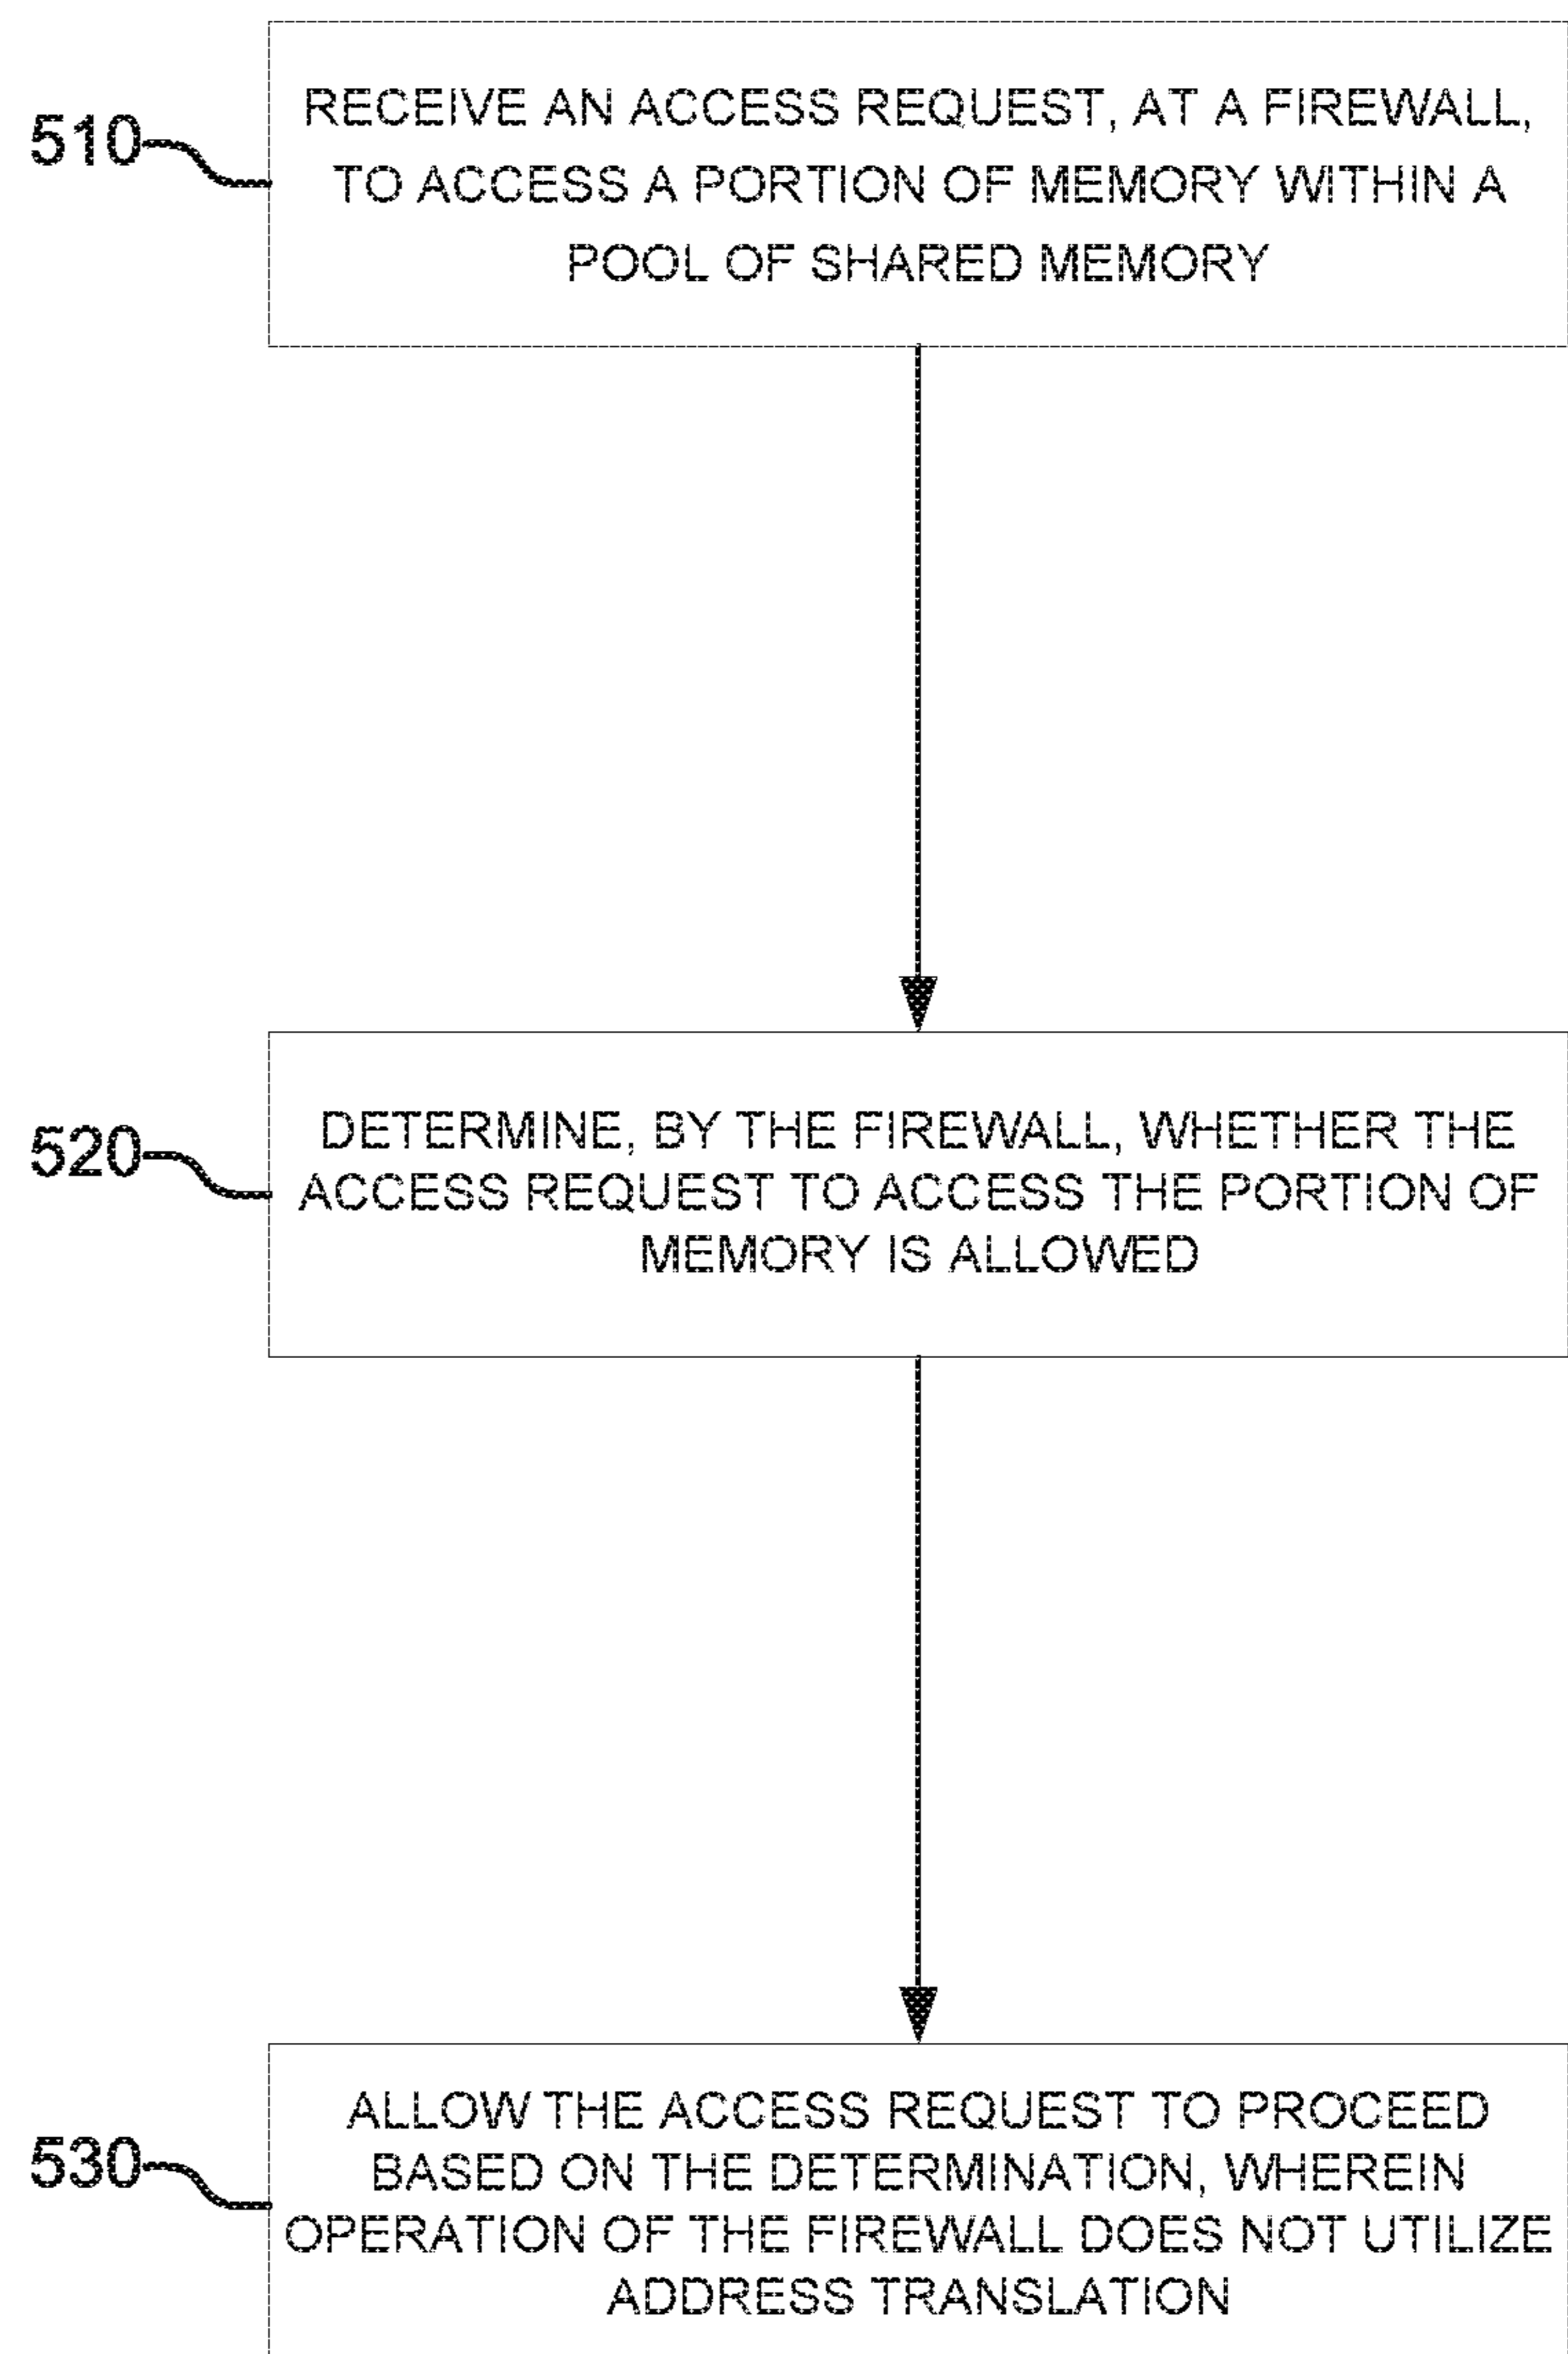 510
RECEIVE AN ACCESS REQUEST, AT A FIREWALL,
TO ACCESS A PORTION OF MEMORY WITHIN A
POOL OF SHARED MEMORY
520
DETERMINE, BY THE FIREWALL, WHETHER THE
ACCESS REQUEST TO ACCESS THE PORTION OF
MEMORY IS ALLOWED
530
ALLOW THE ACCESS REQUEST TO PROCEED
BASED ON THE DETERMINATION, WHEREIN
OPERATION OF THE FIREWALL DOES NOT UTILIZE
ADDRESS TRANSLATION